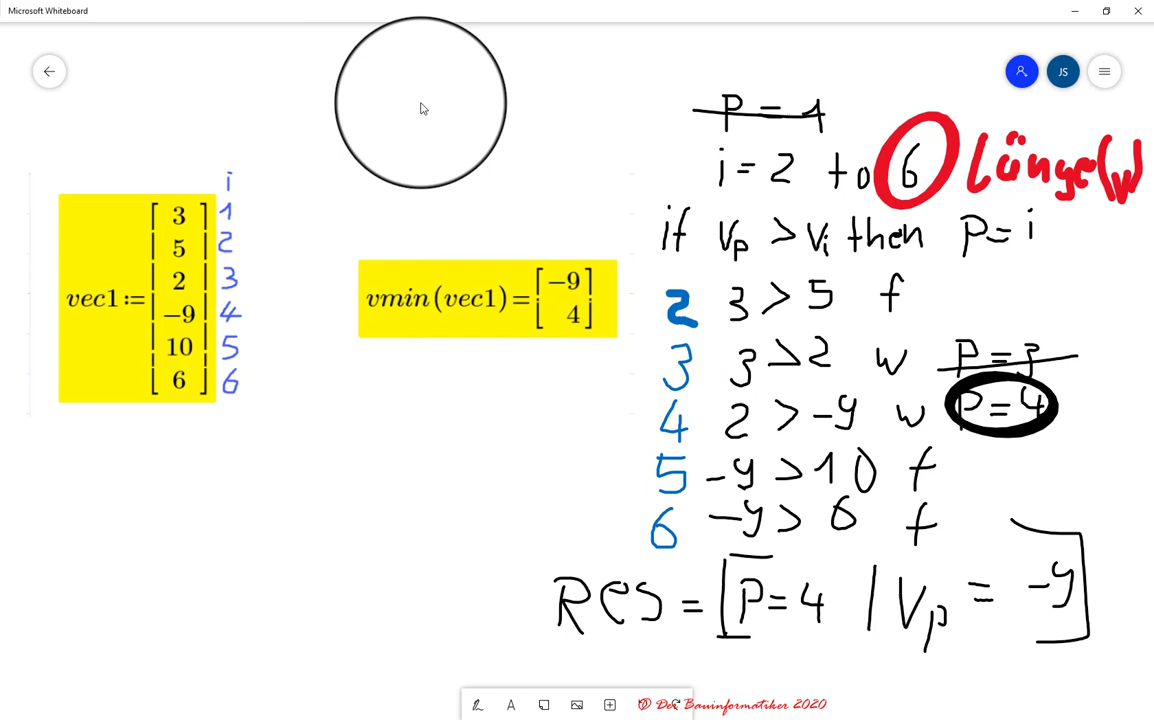 Microsoft Whiteboard
JS
i
vec1:=
3 1
5 2
2 3
-9 4
10 5
6 6
vmin(vec1)=
-9
4
P = 1
i = 2 to 6 Länge(v)
if Vp > Vi then P = i
2 3 > 5 f
3 3 > 2 w P = 3
4 2 > -9 w P = 4
5 -9 > 10 f
6 -9 > 6 f
Res = [P = 4 | Vp = -9]
A
© Der Bauinformatiker 2020